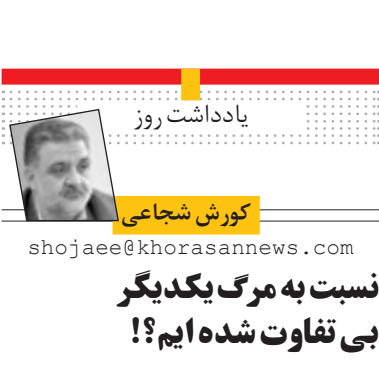 یادداشت روز
کورش شجاعی
shojaee@khorasannews.com
نسبت به مرگ یکدیگر
بی تفاوت شده ایم؟!